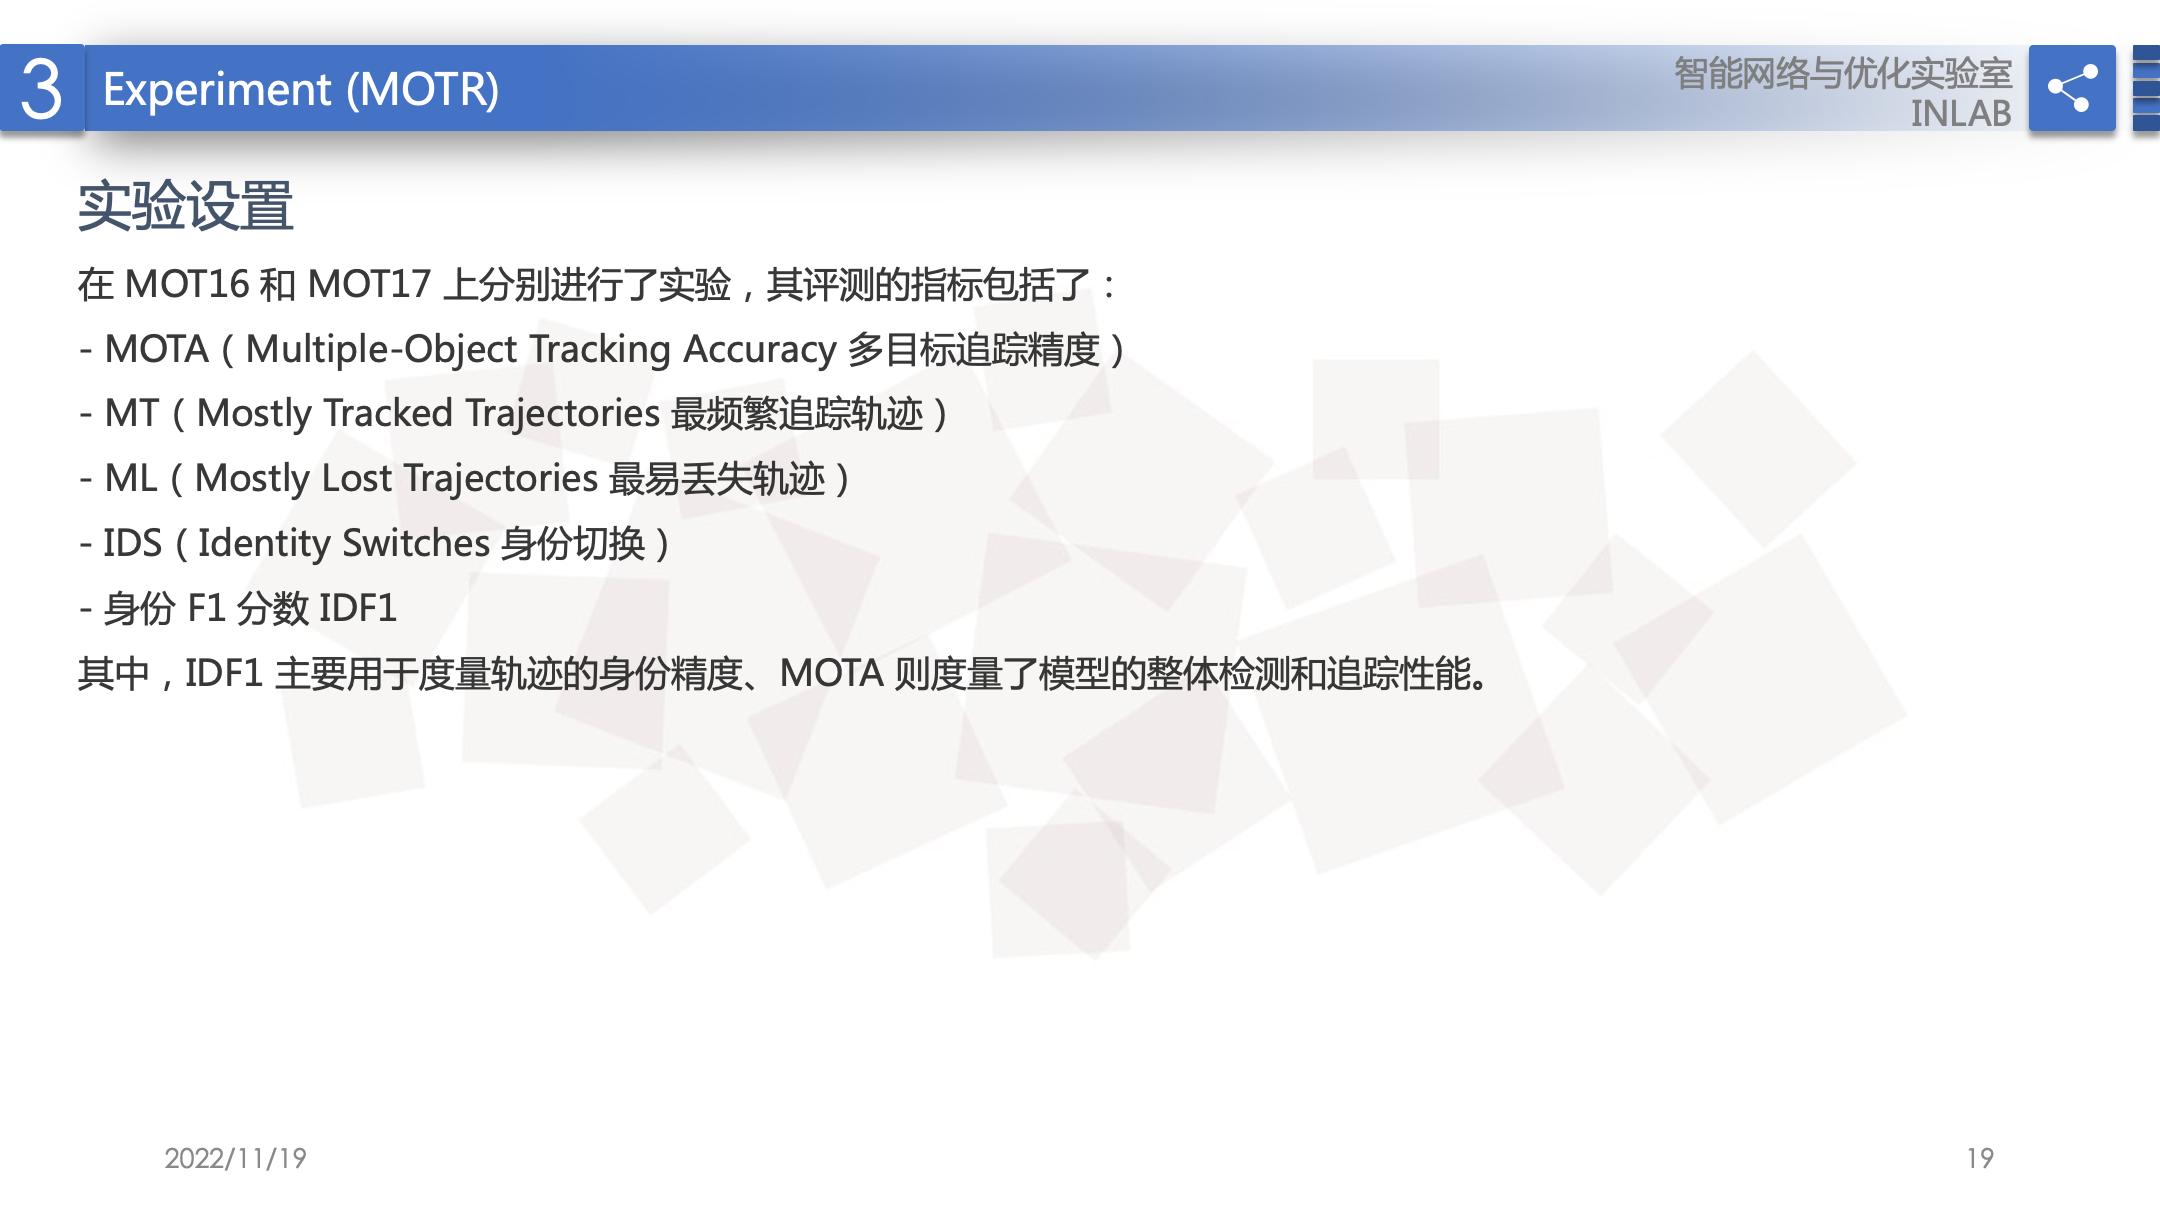 3
Experiment (MOTR)
智能网络与优化实验室
INLAB
实验设置
在 MOT16 和 MOT17 上分别进行了实验，其评测的指标包括了：
- MOTA（Multiple-Object Tracking Accuracy 多目标追踪精度）
- MT（Mostly Tracked Trajectories 最频繁追踪轨迹）
- ML（Mostly Lost Trajectories 最易丢失轨迹）
- IDS（Identity Switches 身份切换）
- 身份 F1 分数 IDF1
其中，IDF1 主要用于度量轨迹的身份精度、MOTA 则度量了模型的整体检测和追踪性能。
2022/11/19
19